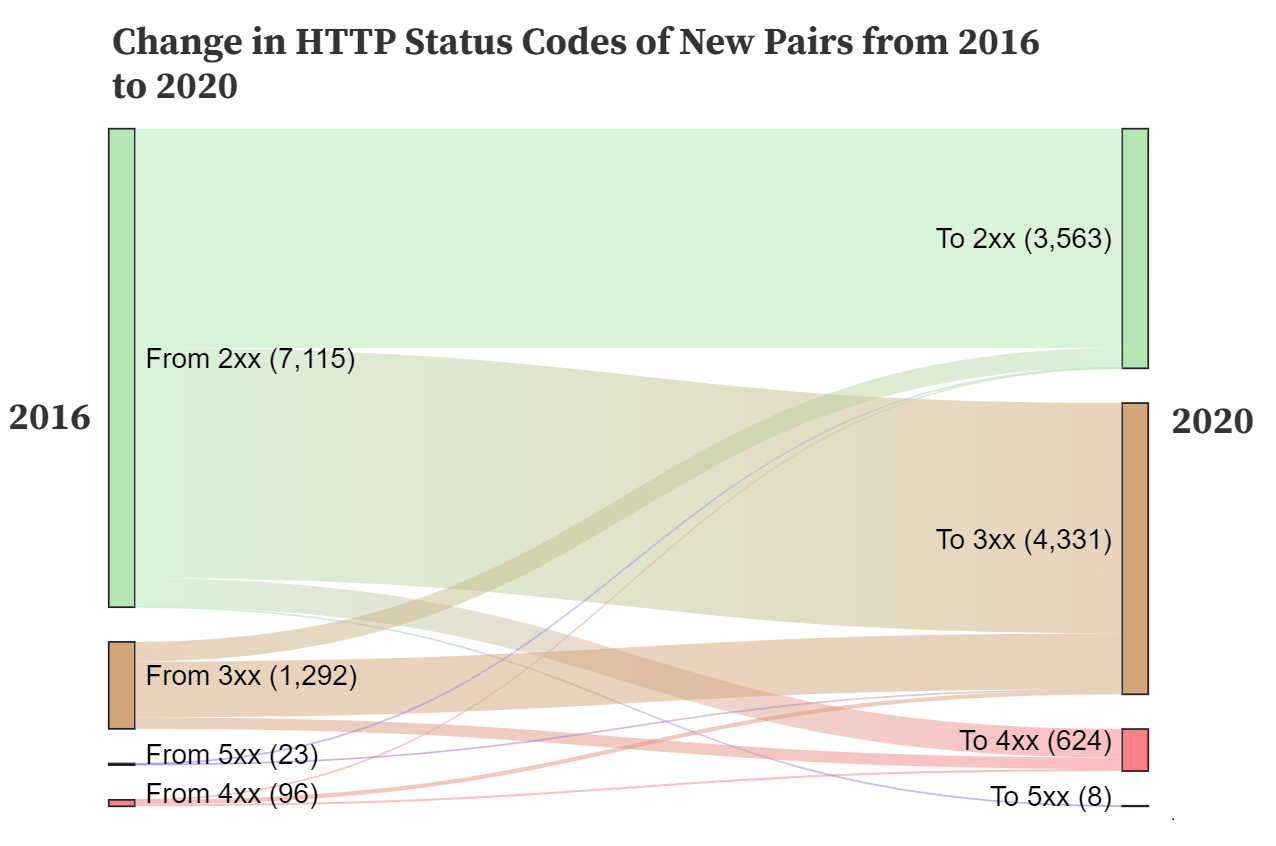 Change in HTTP Status Codes of New Pairs from 2016
to 2020
To 2xx (3,563)
From 2xx (7,115)
2016
2020
To 3xx (4,331)
From 3xx (1,292)
To 4xx (624)
From 5xx (23)
From 4xx (96)
To 5xx (8)